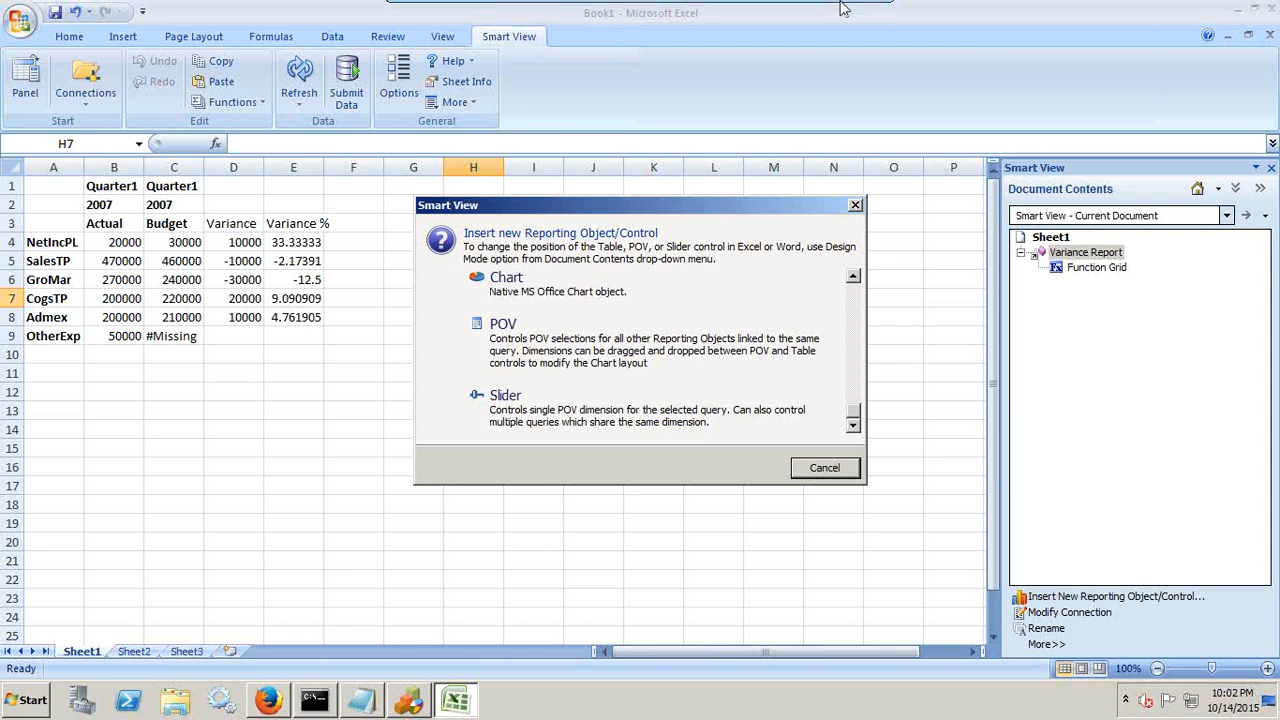 Book1 - Microsoft Excel
Home Insert Page Layout Formulas Data Review View Smart View
Panel Connections Undo Copy Refresh Submit Data Options Help
Redo Paste Sheet Info
Functions More
Start Edit Data General
H7 fx
A B C D E F G H I J K L M N O P
1 Quarter1 Quarter1
2 2007 2007
3 Actual Budget Variance Variance %
4 NetIncPL 20000 30000 10000 33.33333
5 SalesTP 470000 460000 -10000 -2.17391
6 GroMar 270000 240000 -30000 -12.5
7 CogsTP 200000 220000 20000 9.090909
8 Admex 200000 210000 10000 4.761905
9 OtherExp 50000 #Missing
10
11
12
13
14
15
16
17
18
19
20
21
22
23
24
25
Smart View
Insert new Reporting Object/Control
To change the position of the Table, POV, or Slider control in Excel or Word, use Design
Mode option from Document Contents drop-down menu.
Chart
Native MS Office Chart object.
POV
Controls POV selections for all other Reporting Objects linked to the same
query. Dimensions can be dragged and dropped between POV and Table
controls to modify the Chart layout
Slider
Controls single POV dimension for the selected query. Can also control
multiple queries which share the same dimension.
Cancel
Smart View
Document Contents
Smart View - Current Document
Sheet1
Variance Report
Fx Function Grid
Insert New Reporting Object/Control...
Modify Connection
Rename
More>>
Sheet1 Sheet2 Sheet3
Ready 100%
Start 10:02 PM
10/14/2015